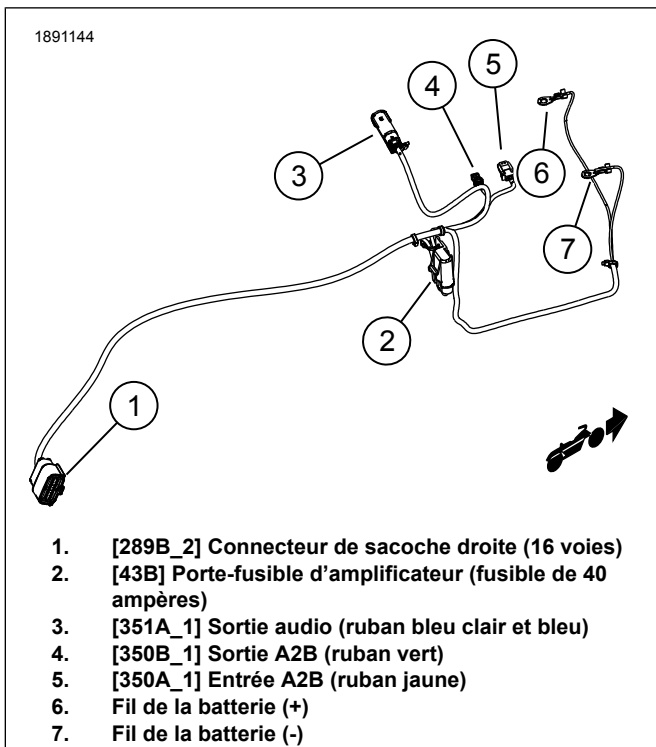 1891144
4
5
3
6
7
2
1
1. [289B_2] Connecteur de sacoche droite (16 voies)
2. [43B] Porte-fusible d'amplificateur (fusible de 40
ampères)
3. [351A_1] Sortie audio (ruban bleu clair et bleu)
4. [350B_1] Sortie A2B (ruban vert)
5. [350A_1] Entrée A2B (ruban jaune)
6. Fil de la batterie (+)
7. Fil de la batterie (-)